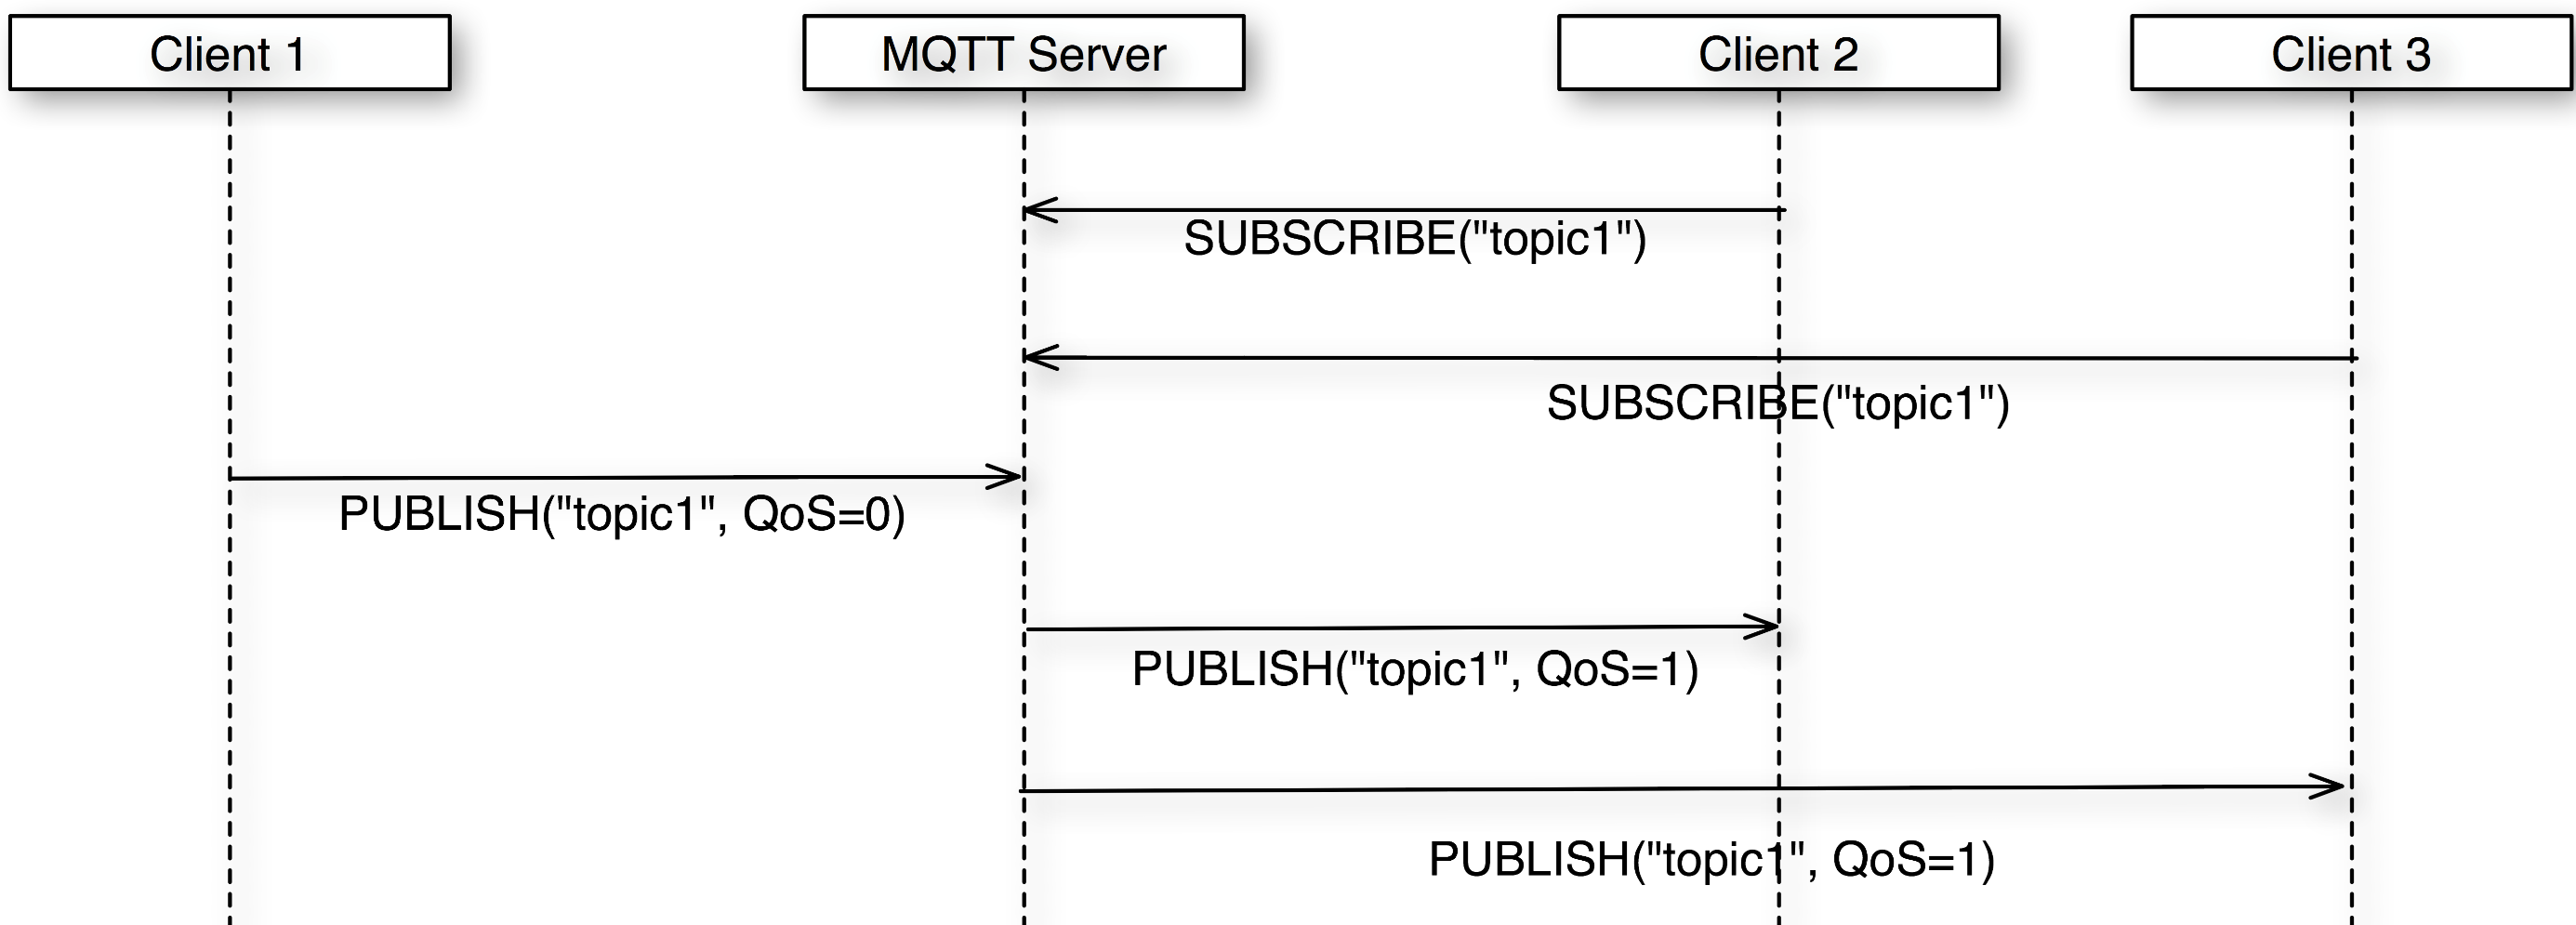 Client 1
MQTT Server
Client 2
Client 3
SUBSCRIBE("topic1")
SUBSCRIBE("topic1")
PUBLISH("topic1", QoS=0)
PUBLISH("topic1", QoS=1)
PUBLISH("topic1", QoS=1)